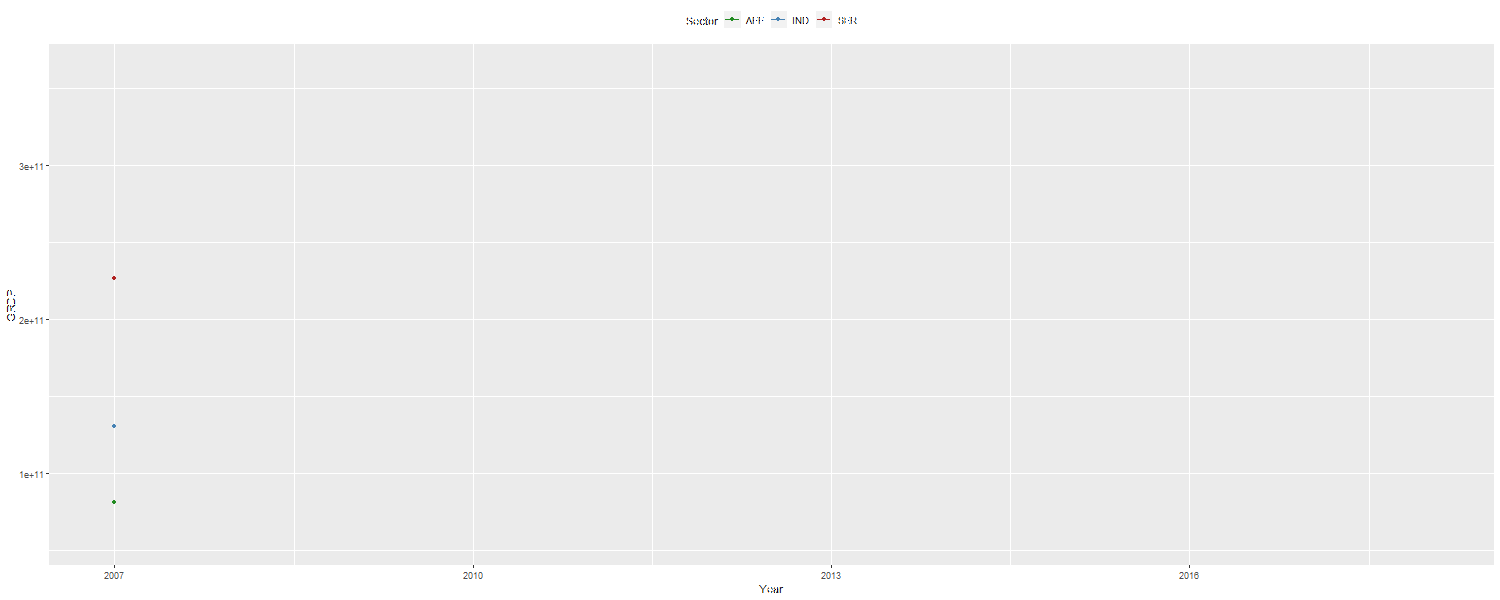 Sector AFF IND SER
3e+11
2e+11
1e+11
GRDP
2007 2010 2013 2016
Year